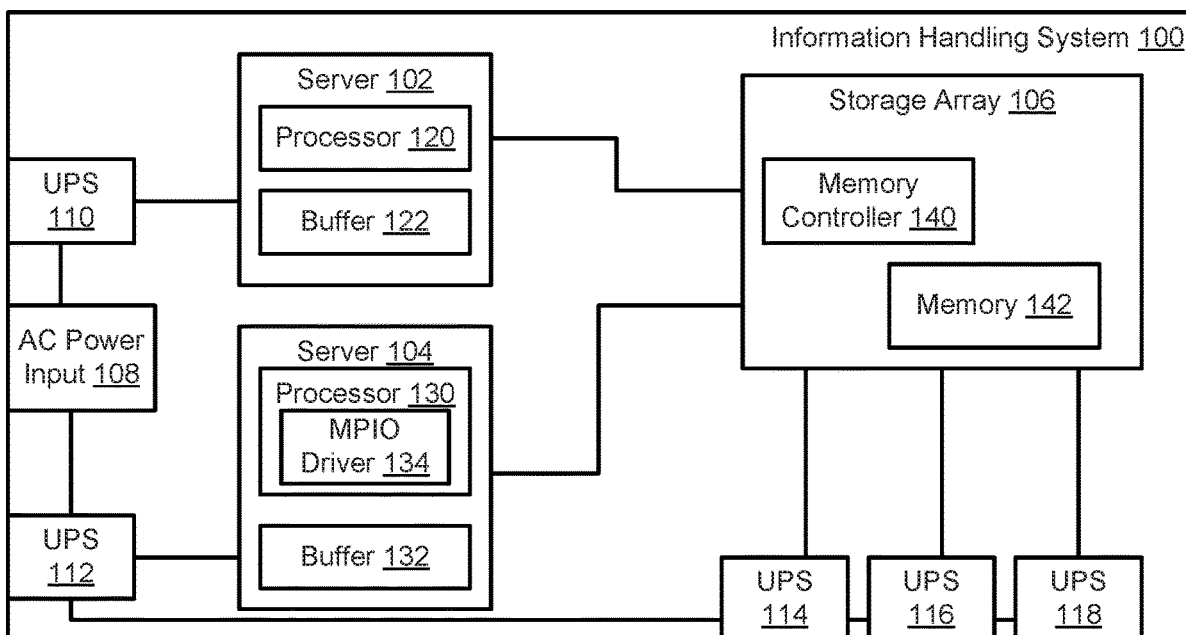 Information Handling System 100
Server 102
Processor 120
Buffer 122
Storage Array 106
Memory
Controller 140
Memory 142
UPS
110
AC Power
Input 108
Server 104
Processor 130
MPIO
Driver 134
Buffer 132
UPS
112
UPS
114
UPS
116
UPS
118